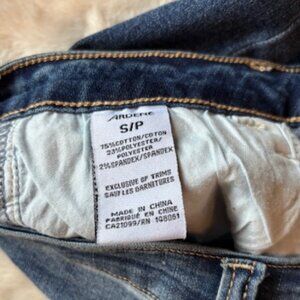 ARDENE
S/P
75%COTTON/COTON
23%POLYESTER/
POLYESTER
2%SPANDEX/SPANDEX
EXCLUSIVE OF TRIMS
SAUF LES GARNITURES
MADE IN CHINA
FABRIQUÉ EN CHINE
CA21099/RN 108061